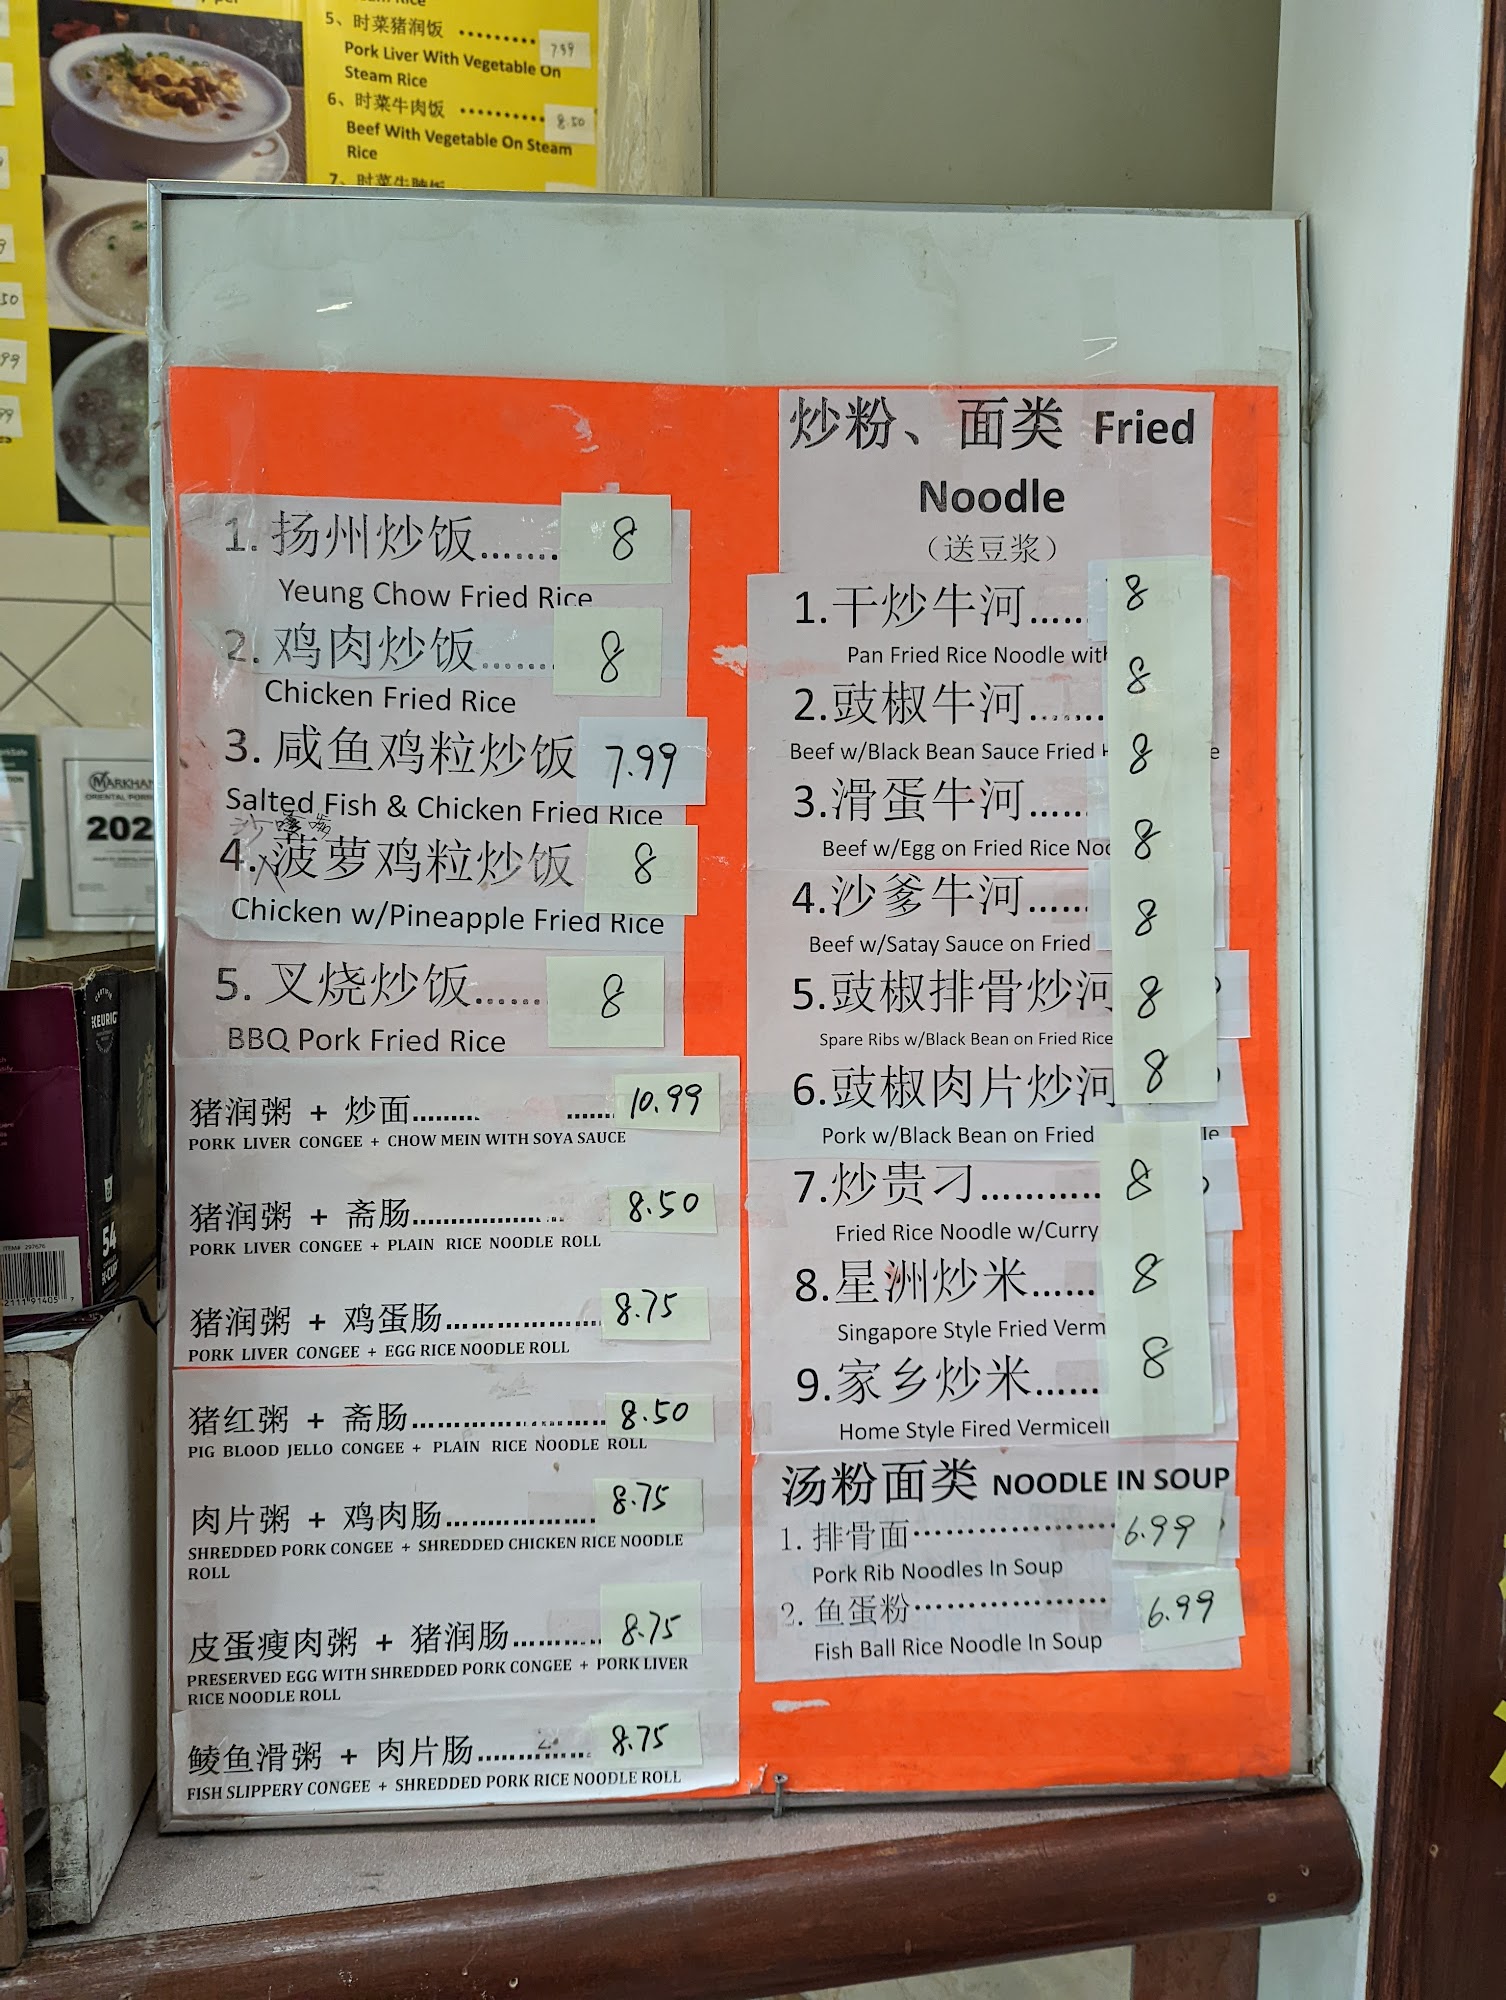 5、时菜猪润饭 ········· 7.99
Pork Liver With Vegetable On
Steam Rice
6、时菜牛肉饭 ·········· 8.50
Beef With Vegetable On Steam
Rice
7、时菜牛腩饭
MARKHAM
202
KEURIG
ITEM# 297676
54
1. 扬州炒饭....... 8
Yeung Chow Fried Rice
2. 鸡肉炒饭....... 8
Chicken Fried Rice
3. 咸鱼鸡粒炒饭 7.99
Salted Fish & Chicken Fried Rice
4. 菠萝鸡粒炒饭 8
Chicken w/Pineapple Fried Rice
5. 叉烧炒饭....... 8
BBQ Pork Fried Rice
猪润粥 + 炒面........ ...... 10.99
PORK LIVER CONGEE + CHOW MEIN WITH SOYA SAUCE
猪润粥 + 斋肠.................. 8.50
PORK LIVER CONGEE + PLAIN RICE NOODLE ROLL
猪润粥 + 鸡蛋肠.................. 8.75
PORK LIVER CONGEE + EGG RICE NOODLE ROLL
猪红粥 + 斋肠........................ 8.50
PIG BLOOD JELLO CONGEE + PLAIN RICE NOODLE ROLL
肉片粥 + 鸡肉肠.................. 8.75
SHREDDED PORK CONGEE + SHREDDED CHICKEN RICE NOODLE
ROLL
皮蛋瘦肉粥 + 猪润肠........... 8.75
PRESERVED EGG WITH SHREDDED PORK CONGEE + PORK LIVER
RICE NOODLE ROLL
鲮鱼滑粥 + 肉片肠............. 8.75
FISH SLIPPERY CONGEE + SHREDDED PORK RICE NOODLE ROLL
炒粉、面类 Fried
Noodle
（送豆浆）
1.干炒牛河...... 8
Pan Fried Rice Noodle with
2.豉椒牛河....... 8
Beef w/Black Bean Sauce Fried
3.滑蛋牛河...... 8
Beef w/Egg on Fried Rice Noo
4.沙爹牛河...... 8
Beef w/Satay Sauce on Fried
8
5.豉椒排骨炒河 8
Spare Ribs w/Black Bean on Fried Rice
6.豉椒肉片炒河 8
Pork w/Black Bean on Fried
7.炒贵刁............ 8
Fried Rice Noodle w/Curry
8.星洲炒米....... 8
Singapore Style Fried Verm
9.家乡炒米....... 8
Home Style Fired Vermicell
汤粉面类 NOODLE IN SOUP
1. 排骨面··················· 6.99
Pork Rib Noodles In Soup
2. 鱼蛋粉·················· 6.99
Fish Ball Rice Noodle In Soup